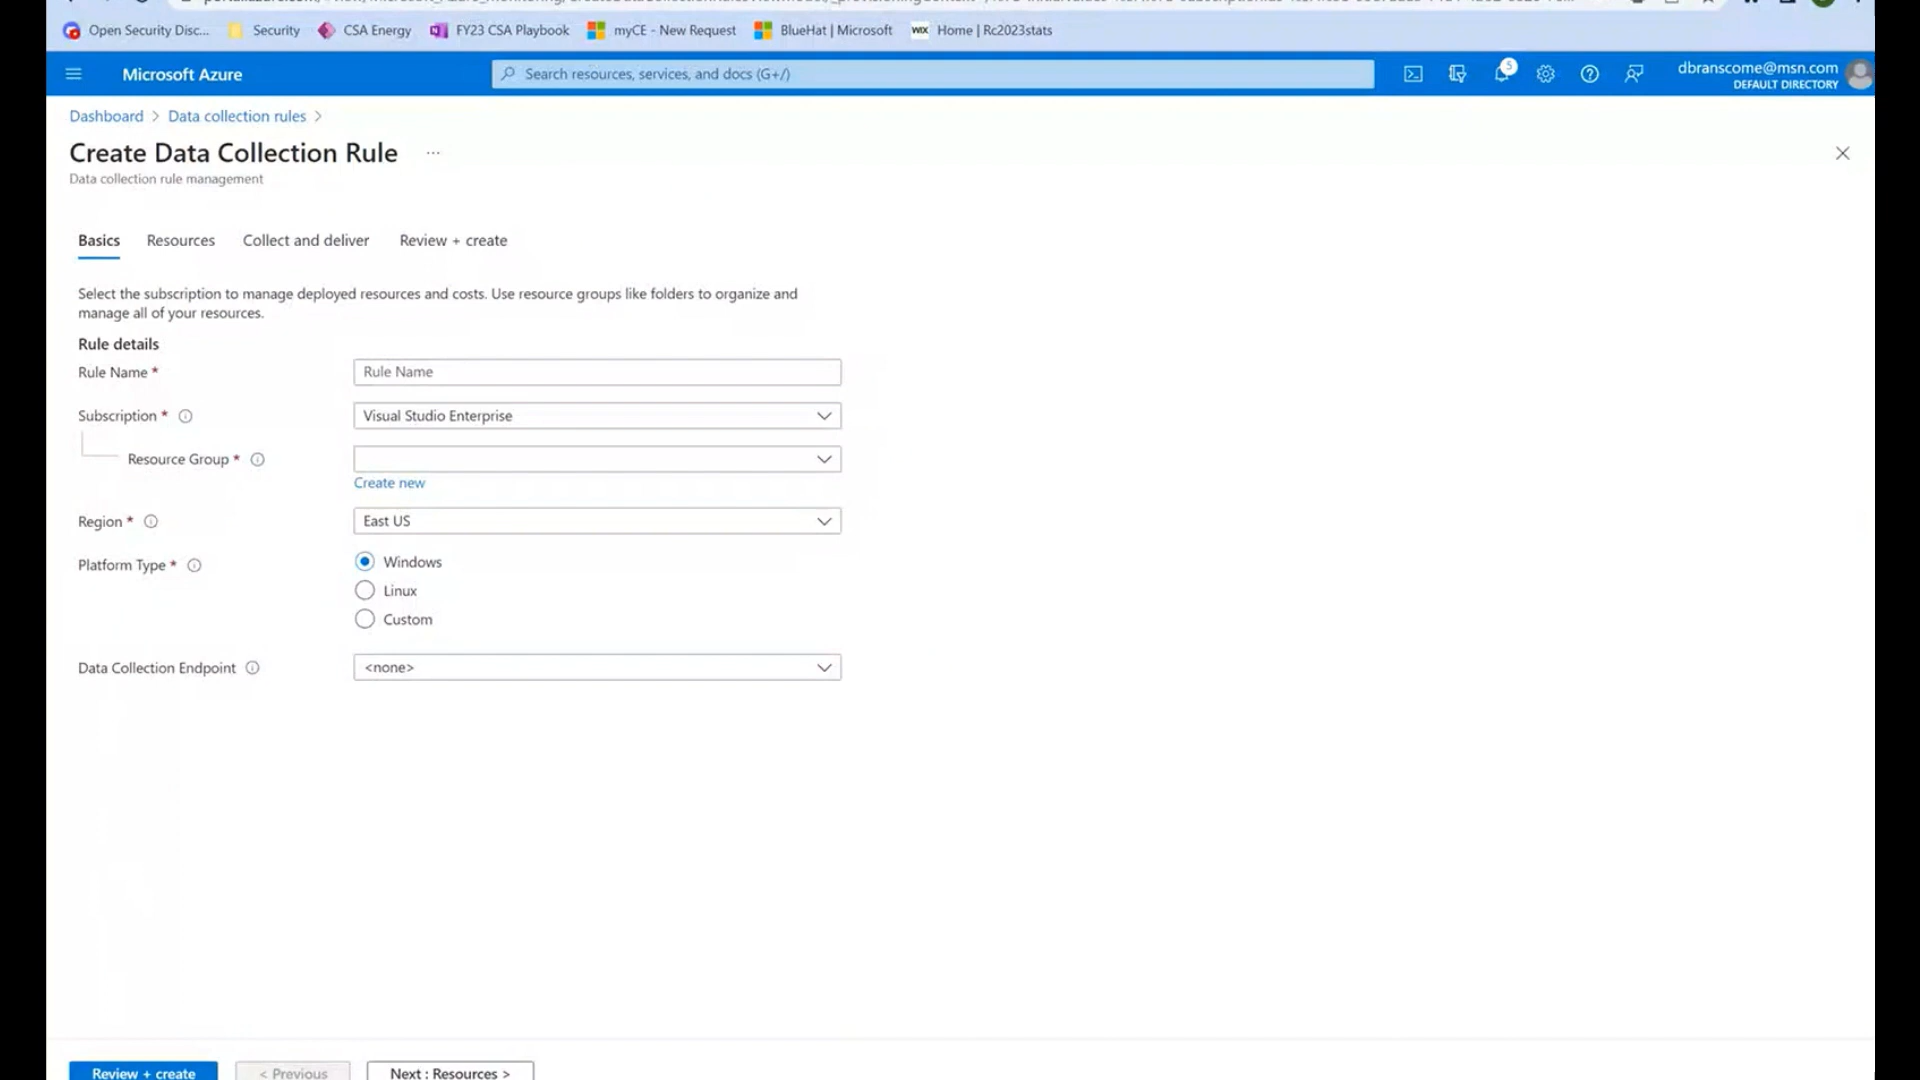 Open Security Disc...
Security
CSA Energy
FY23 CSA Playbook
myCE - New Request
BlueHat | Microsoft
WIX
Home | Rc2023stats
Microsoft Azure
Search resources, services, and docs (G+/)
5
dbranscome@msn.com
DEFAULT DIRECTORY
Dashboard > Data collection rules >
Create Data Collection Rule ...
Data collection rule management
Basics
Resources
Collect and deliver
Review + create
Select the subscription to manage deployed resources and costs. Use resource groups like folders to organize and
manage all of your resources.
Rule details
Rule Name *
Rule Name
Subscription *
Visual Studio Enterprise
Resource Group *
Create new
Region *
East US
Platform Type *
Windows
Linux
Custom
Data Collection Endpoint
<none>
Review + create
< Previous
Next : Resources >